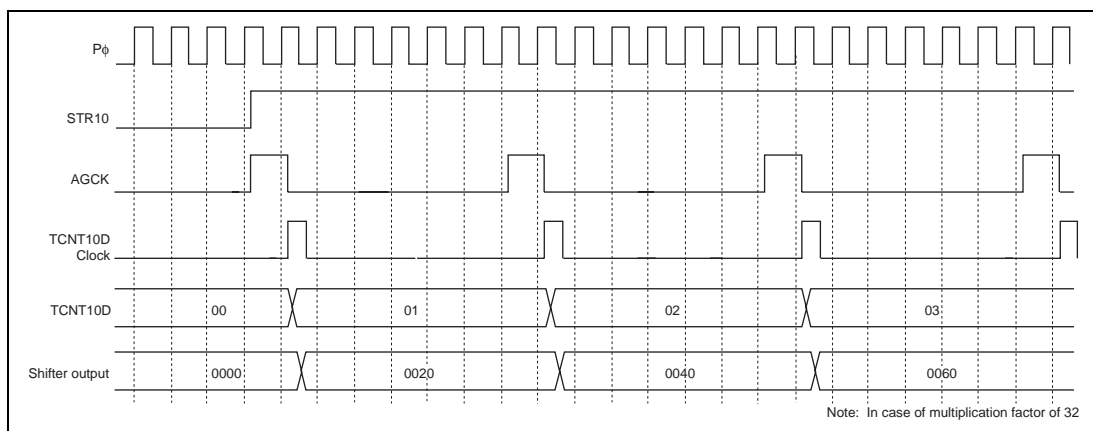 Pϕ
STR10
AGCK
TCNT10D
Clock
TCNT10D
00
01
02
03
Shifter output
0000
0020
0040
0060
Note: In case of multiplication factor of 32